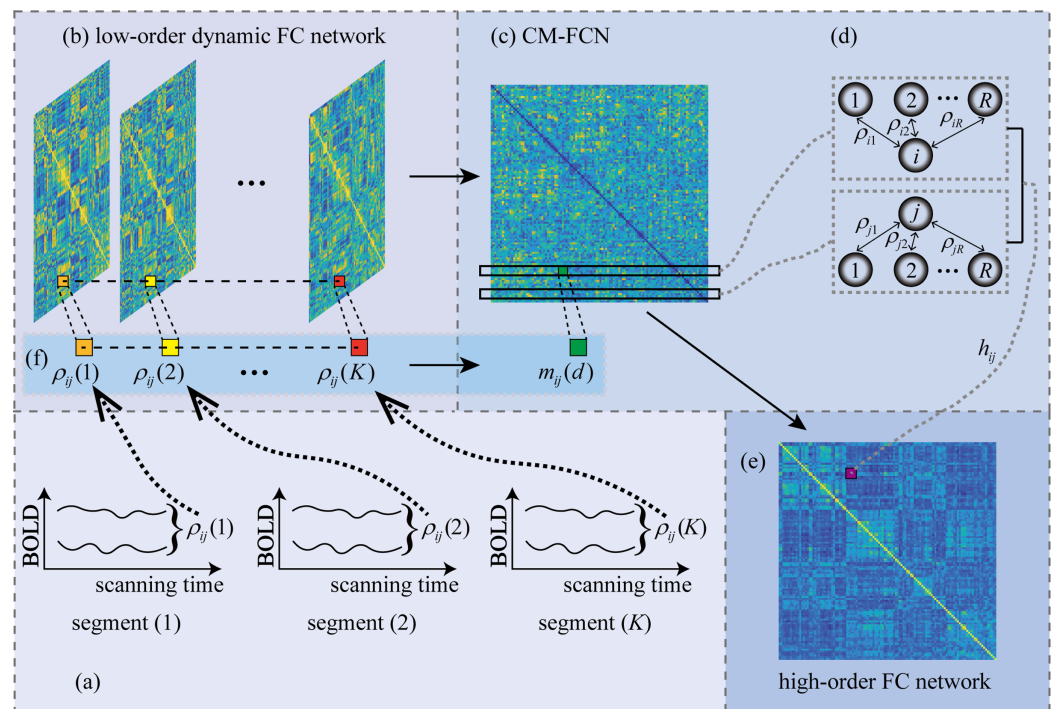 (b) low-order dynamic FC network
(c) CM-FCN
(d)
1 2 ••• R
ρi1 ρi2 ρiR
i
j
ρj1 ρj2 ρjR
1 2 ••• R
•••
(f)
ρij(1) ρij(2) ••• ρij(K) mij(d)
hij
(e)
high-order FC network
BOLD
ρij(1)
scanning time
segment (1)
BOLD
ρij(2)
scanning time
segment (2)
BOLD
ρij(K)
scanning time
segment (K)
(a)